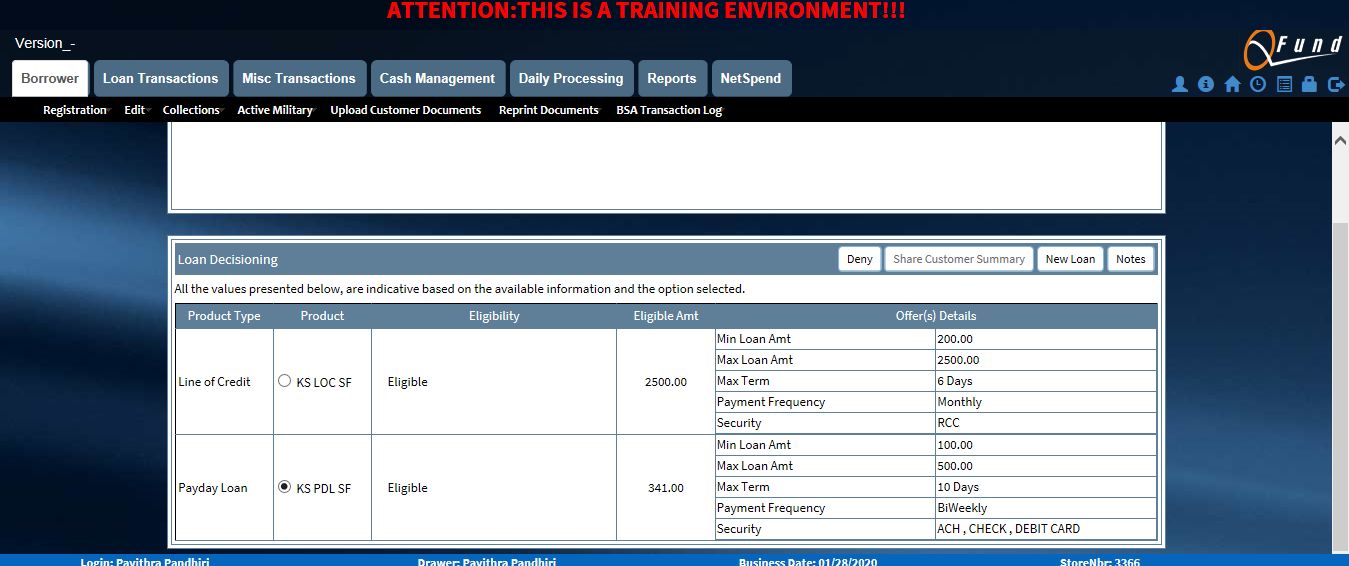 ATTENTION:THIS IS A TRAINING ENVIRONMENT!!!
Version_-
QFund
Borrower Loan Transactions Misc Transactions Cash Management Daily Processing Reports NetSpend
Registration Edit Collections Active Military Upload Customer Documents Reprint Documents BSA Transaction Log
Loan Decisioning Deny Share Customer Summary New Loan Notes
All the values presented below, are indicative based on the available information and the option selected.
Product Type Product Eligibility Eligible Amt Offer(s) Details
Min Loan Amt 200.00
Max Loan Amt 2500.00
Line of Credit KS LOC SF Eligible 2500.00 Max Term 6 Days
Payment Frequency Monthly
Security RCC
Min Loan Amt 100.00
Max Loan Amt 500.00
Payday Loan KS PDL SF Eligible 341.00 Max Term 10 Days
Payment Frequency BiWeekly
Security ACH , CHECK , DEBIT CARD
Login: Pavithra Pandhiri Drawer: Pavithra Pandhiri Business Date: 01/28/2020 StoreNbr: 3366